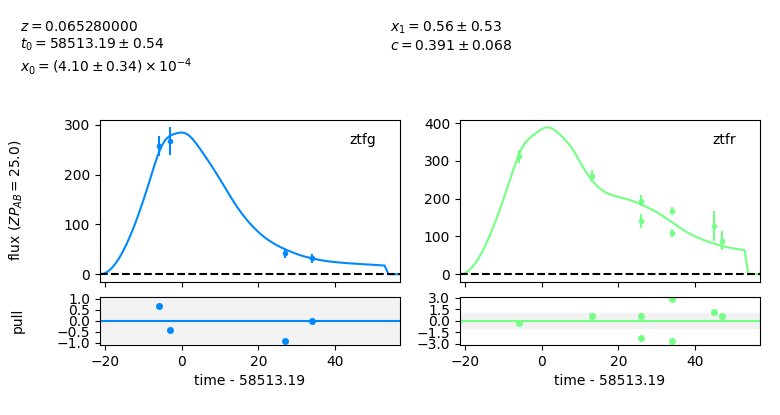 z = 0.065280000
t₀ = 58513.19 ± 0.54
x₀ = (4.10 ± 0.34) × 10⁻⁴
x₁ = 0.56 ± 0.53
c = 0.391 ± 0.068
flux (ZP_AB = 25.0)
300
200
100
0
ztfg
400
300
200
100
0
ztfr
pull
1.0
0.5
0.0
−0.5
−1.0
−20
0
20
40
time - 58513.19
3.0
1.5
0.0
−1.5
−3.0
−20
0
20
40
time - 58513.19